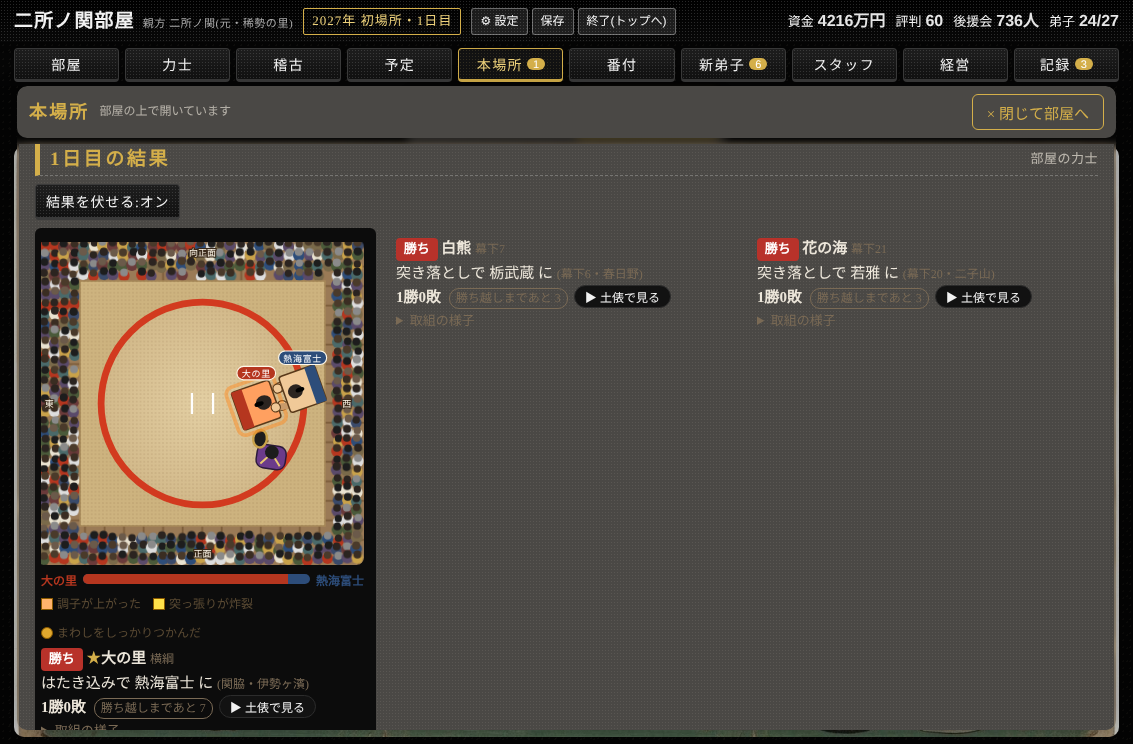 二所ノ関部屋 親方 二所ノ関(元・稀勢の里) 2027年 初場所・1日目 ⚙設定 保存 終了(トップへ) 資金 4216万円 評判 60 後援会 736人 弟子 24/27
部屋 力士 稽古 予定 本場所 1 番付 新弟子 6 スタッフ 経営 記録 3
本場所 部屋の上で開いています × 閉じて部屋へ
1日目の結果 部屋の力士
結果を伏せる:オン
向正面
東
西
正面
熱海富士
大の里
大の里 熱海富士
調子が上がった 突っ張りが炸裂
まわしをしっかりつかんだ
勝ち ★大の里 横綱
はたき込みで 熱海富士 に (関脇・伊勢ヶ濱)
1勝0敗 勝ち越しまであと 7 ▶ 土俵で見る
▶ 取組の様子
勝ち 白熊 幕下7
突き落としで 栃武蔵 に (幕下6・春日野)
1勝0敗 勝ち越しまであと 3 ▶ 土俵で見る
▶ 取組の様子
勝ち 花の海 幕下21
突き落としで 若雅 に (幕下20・二子山)
1勝0敗 勝ち越しまであと 3 ▶ 土俵で見る
▶ 取組の様子